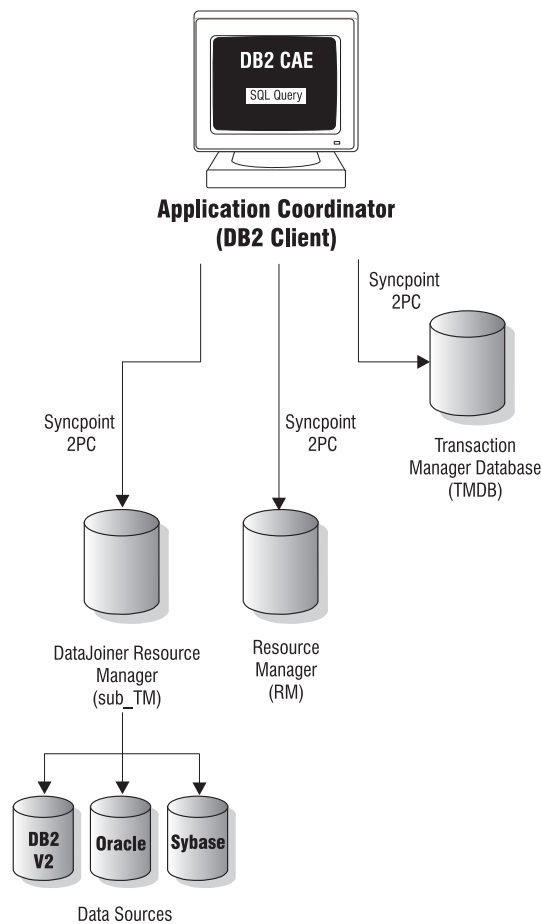 DB2 CAE
SQL Query
Application Coordinator
(DB2 Client)
Syncpoint
2PC
Syncpoint
2PC
Syncpoint
2PC
Transaction
Manager Database
(TMDB)
DataJoiner Resource
Manager
(sub_TM)
Resource
Manager
(RM)
DB2
V2
Oracle
Sybase
Data Sources